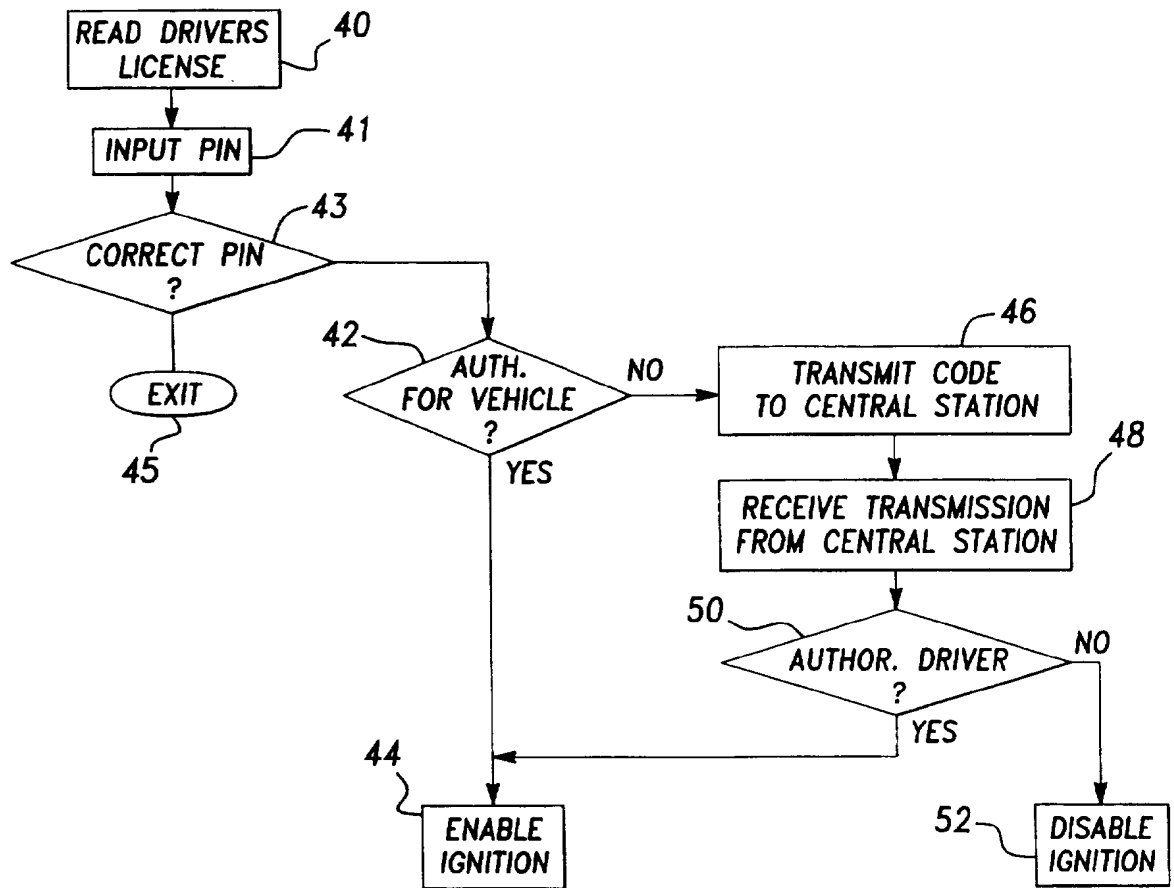 READ DRIVERS
LICENSE
40
INPUT PIN
41
CORRECT PIN
?
43
EXIT
45
42
AUTH.
FOR VEHICLE
?
NO
YES
46
TRANSMIT CODE
TO CENTRAL STATION
48
RECEIVE TRANSMISSION
FROM CENTRAL STATION
50
AUTHOR. DRIVER
?
NO
YES
44
ENABLE
IGNITION
52
DISABLE
IGNITION